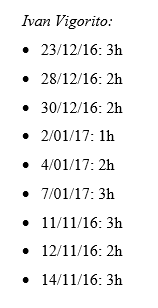 Ivan Vigorito:
• 23/12/16: 3h
• 28/12/16: 2h
• 30/12/16: 2h
• 2/01/17: 1h
• 4/01/17: 2h
• 7/01/17: 3h
• 11/11/16: 3h
• 12/11/16: 2h
• 14/11/16: 3h